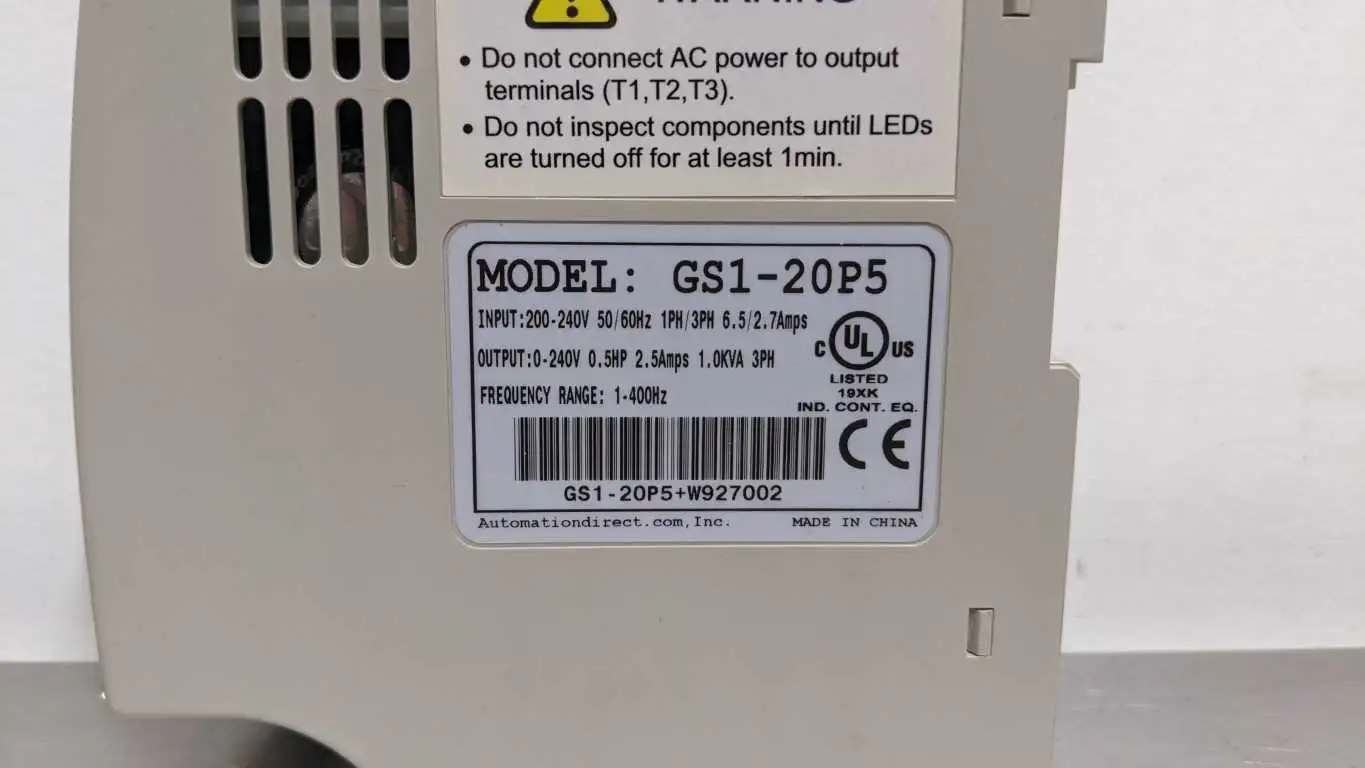 WARNING
• Do not connect AC power to output
terminals (T1,T2,T3).
• Do not inspect components until LEDs
are turned off for at least 1min.
MODEL: GS1-20P5
INPUT:200-240V 50/60Hz 1PH/3PH 6.5/2.7Amps
OUTPUT:0-240V 0.5HP 2.5Amps 1.0KVA 3PH
FREQUENCY RANGE: 1-400Hz
C UL US
LISTED
19XK
IND. CONT. EQ.
CE
GS1-20P5+W927002
Automationdirect.com,Inc. MADE IN CHINA